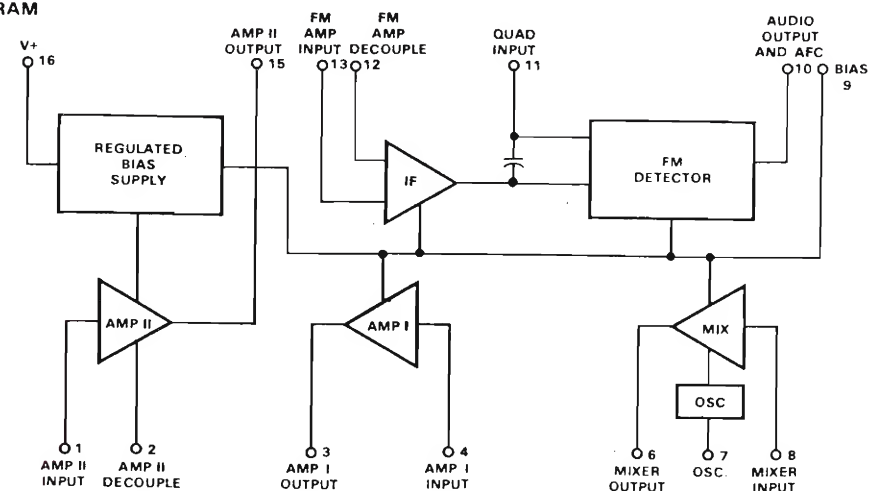 RAM
V+
16
AMP II
OUTPUT
15
FM
AMP
INPUT
13
FM
AMP
DECOUPLE
12
QUAD
INPUT
11
AUDIO
OUTPUT
AND AFC
10
BIAS
9
REGULATED
BIAS
SUPPLY
IF
FM
DETECTOR
AMP II
AMP I
MIX
OSC
1
AMP II
INPUT
2
AMP II
DECOUPLE
3
AMP I
OUTPUT
4
AMP I
INPUT
6
MIXER
OUTPUT
7
OSC.
8
MIXER
INPUT